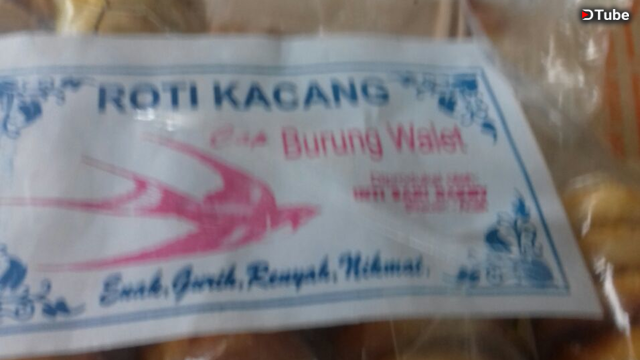 DTube
ROTI KACANG
Cap Burung Walet
Enak, Gurih, Renyah, Nikmat.